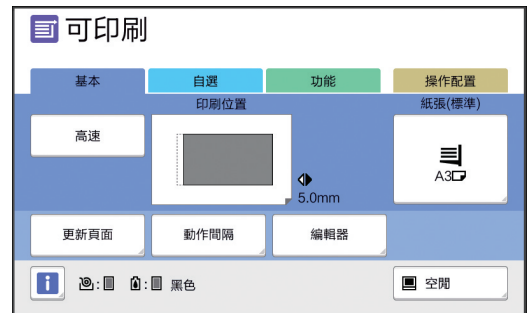 可印刷
基本 自選 功能 操作配置
印刷位置 紙張(標準)
高速
A3
5.0mm
更新頁面 動作間隔 編輯器
i : : 黑色 空閒